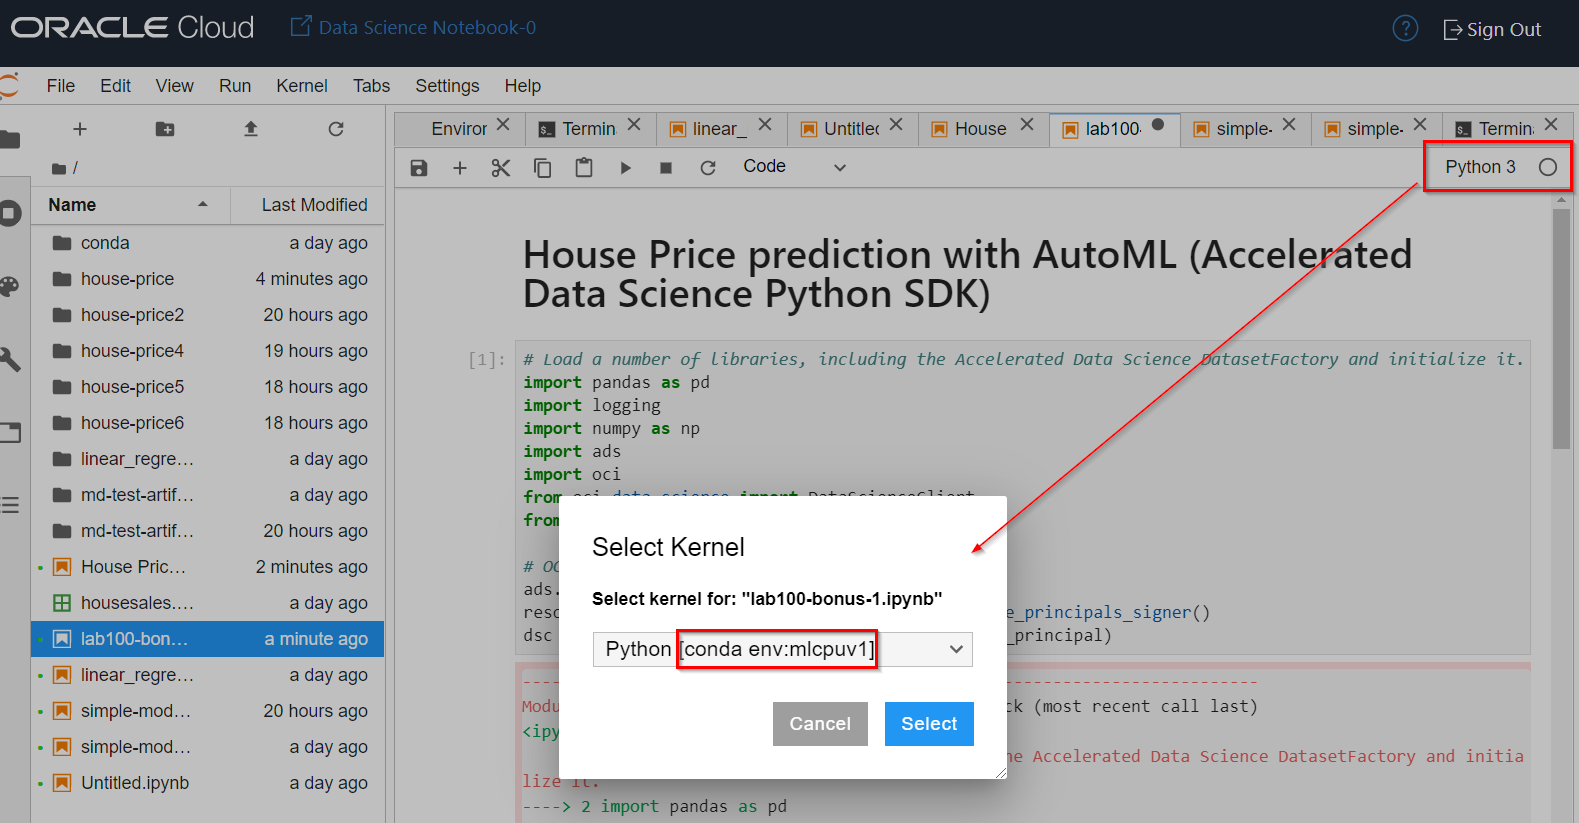 ORACLE Cloud
Data Science Notebook-0
Sign Out
File Edit View Run Kernel Tabs Settings Help
/
Name Last Modified
conda a day ago
house-price 4 minutes ago
house-price2 20 hours ago
house-price4 19 hours ago
house-price5 18 hours ago
house-price6 18 hours ago
linear_regre… a day ago
md-test-artif… a day ago
md-test-artif… 20 hours ago
House Pric… 2 minutes ago
housesales.… a day ago
lab100-bon… a minute ago
linear_regre… a day ago
simple-mod… 20 hours ago
simple-mod… a day ago
Untitled.ipynb a day ago
Environ Termin linear_ Untitled House lab100- simple- simple- Termin
Code
Python 3
House Price prediction with AutoML (Accelerated
Data Science Python SDK)
[1]:
# Load a number of libraries, including the Accelerated Data Science DatasetFactory and initialize it.
import pandas as pd
import logging
import numpy as np
import ads
import oci
from oci.data_science import DataScienceClient
from
# OC
ads.
reso e_principals_signer()
dsc _principal)
Modu ck (most recent call last)
<ipy
he Accelerated Data Science DatasetFactory and initia
lize it.
----> 2 import pandas as pd
Select Kernel
Select kernel for: "lab100-bonus-1.ipynb"
Python [conda env:mlcpuv1]
Cancel Select